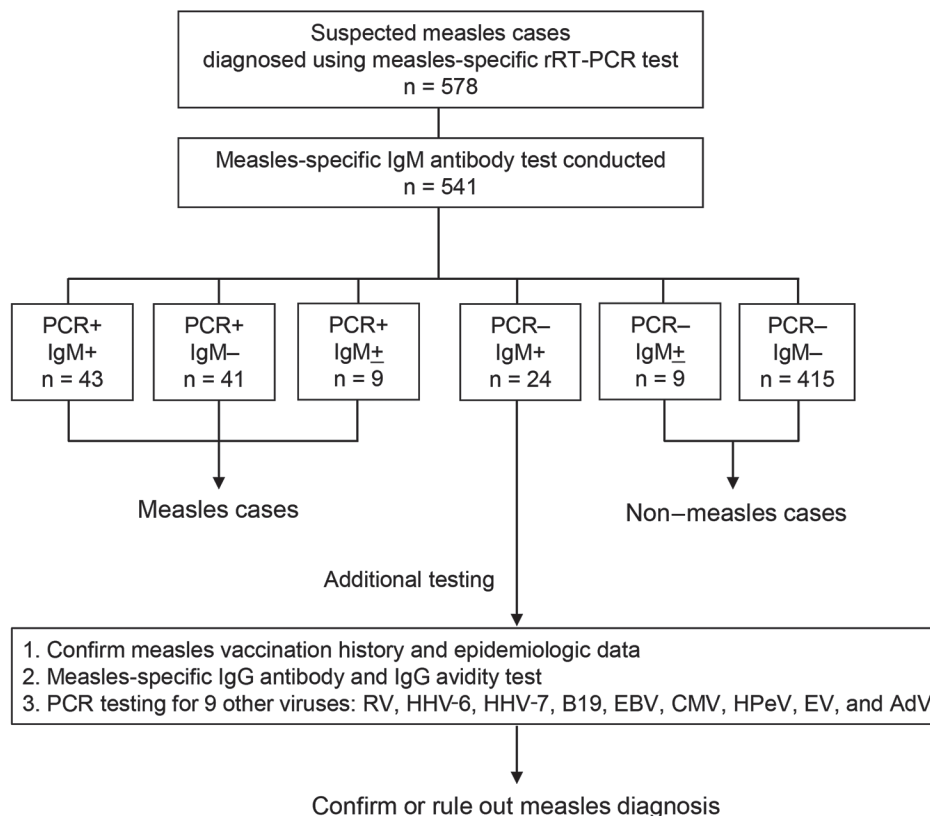 Suspected measles cases
diagnosed using measles-specific rRT-PCR test
n = 578
Measles-specific IgM antibody test conducted
n = 541
PCR+
IgM+
n = 43
PCR+
IgM–
n = 41
PCR+
IgM±
n = 9
PCR–
IgM+
n = 24
PCR–
IgM±
n = 9
PCR–
IgM–
n = 415
Measles cases
Non–measles cases
Additional testing
1. Confirm measles vaccination history and epidemiologic data
2. Measles-specific IgG antibody and IgG avidity test
3. PCR testing for 9 other viruses: RV, HHV-6, HHV-7, B19, EBV, CMV, HPeV, EV, and AdV
Confirm or rule out measles diagnosis